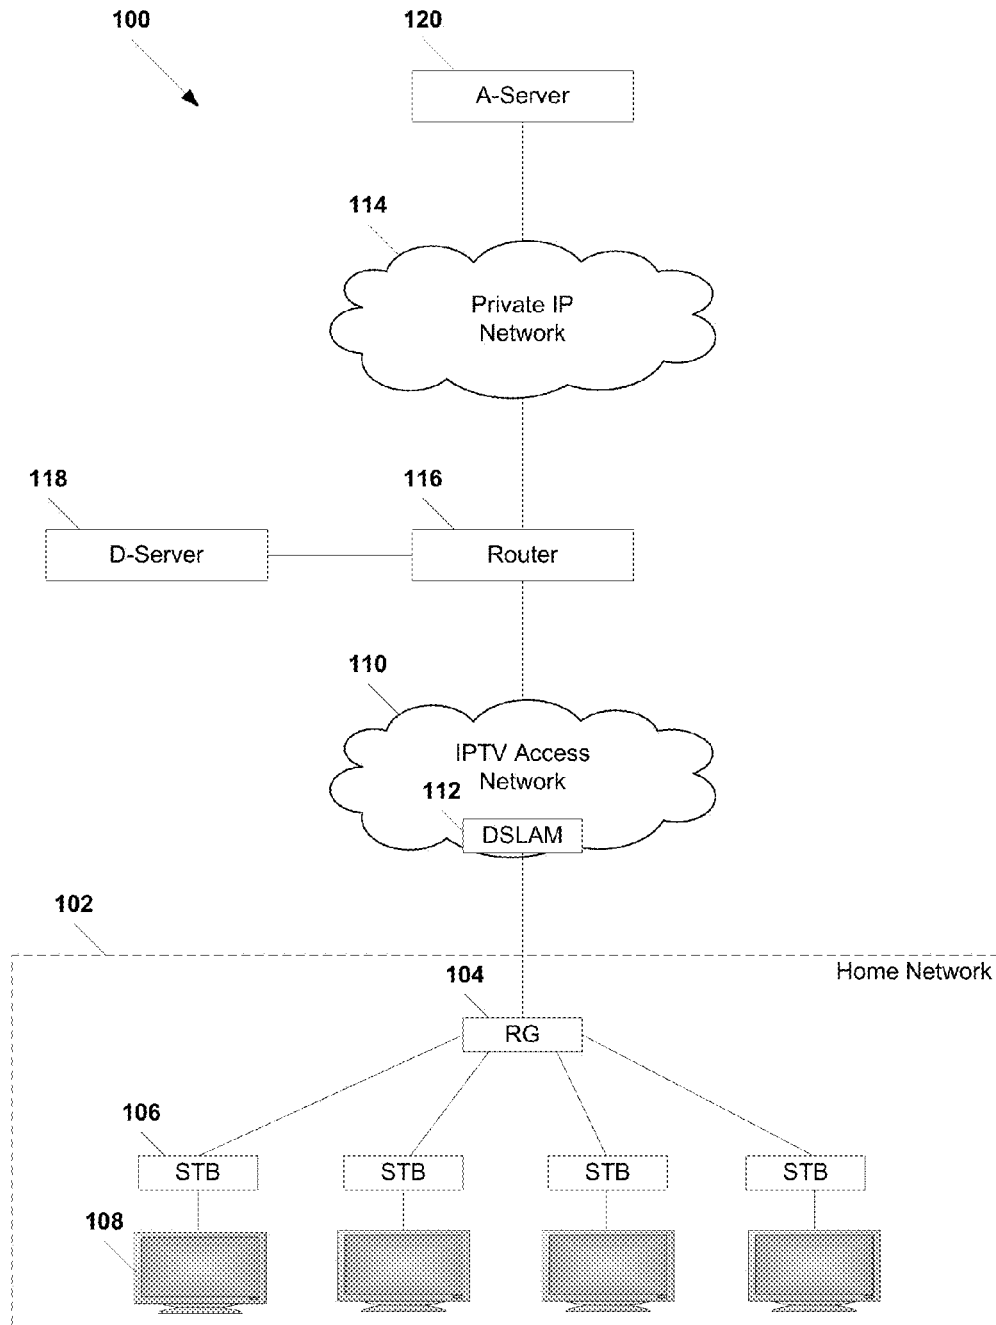 100
120
A-Server
114
Private IP
Network
118
116
D-Server
Router
110
IPTV Access
Network
112
DSLAM
102
Home Network
104
RG
106
STB
STB
STB
STB
108